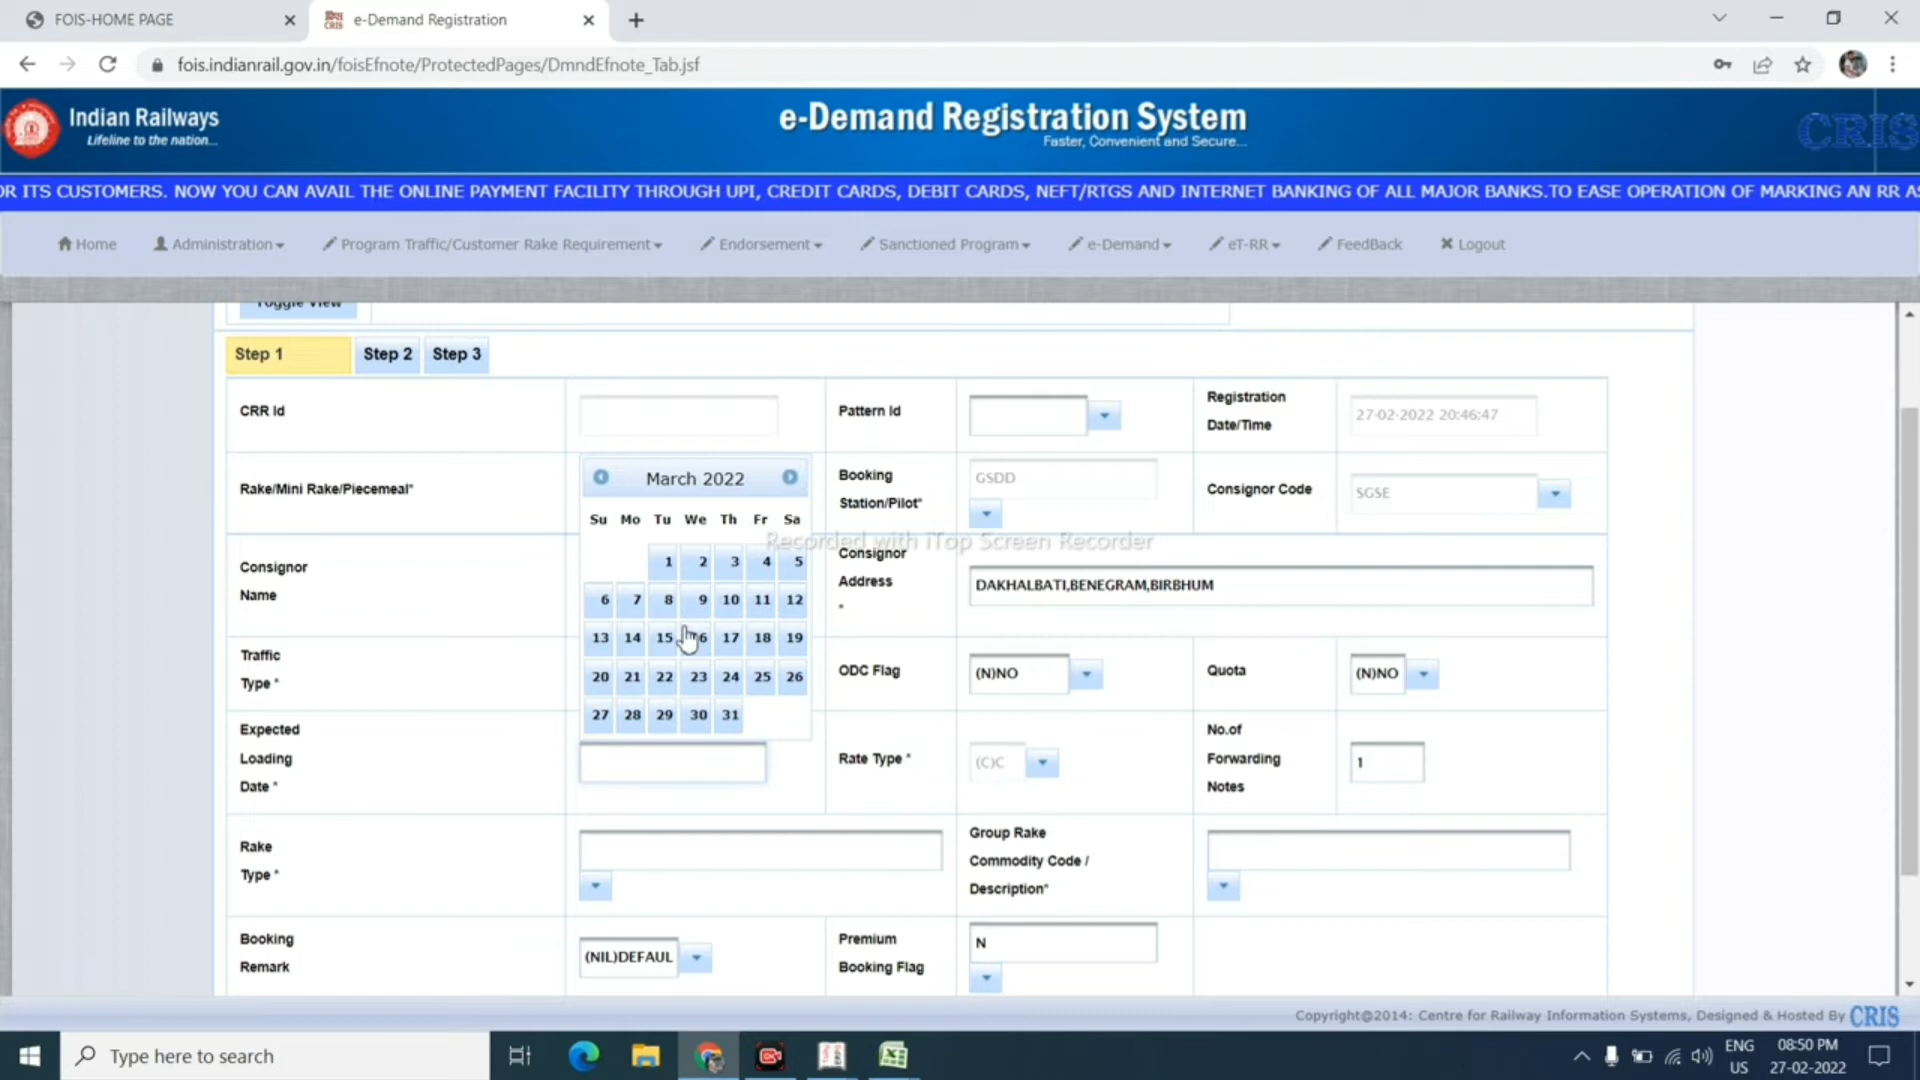 FOIS-HOME PAGE
e-Demand Registration
fois.indianrail.gov.in/foisEfnote/ProtectedPages/DmndEfnote_Tab.jsf
Indian Railways
Lifeline to the nation...
e-Demand Registration System
Faster, Convenient and Secure...
CRIS
OR ITS CUSTOMERS. NOW YOU CAN AVAIL THE ONLINE PAYMENT FACILITY THROUGH UPI, CREDIT CARDS, DEBIT CARDS, NEFT/RTGS AND INTERNET BANKING OF ALL MAJOR BANKS.TO EASE OPERATION OF MARKING AN RR AS
Home Administration Program Traffic/Customer Rake Requirement Endorsement Sanctioned Program e-Demand eT-RR FeedBack Logout
Toggle View
Step 1 Step 2 Step 3
CRR Id
Pattern Id
Registration
Date/Time
27-02-2022 20:46:47
Rake/Mini Rake/Piecemeal*
Booking
Station/Pilot*
GSDD
Consignor Code
SGSE
March 2022
Su Mo Tu We Th Fr Sa
1 2 3 4 5
6 7 8 9 10 11 12
13 14 15 16 17 18 19
20 21 22 23 24 25 26
27 28 29 30 31
Recorded with iTop Screen Recorder
Consignor
Name
Consignor
Address
*
DAKHALBATI,BENEGRAM,BIRBHUM
Traffic
Type *
ODC Flag
(N)NO
Quota
(N)NO
Expected
Loading
Date *
Rate Type *
(C)C
No.of
Forwarding
Notes
1
Rake
Type *
Group Rake
Commodity Code /
Description*
Booking
Remark
(NIL)DEFAUL
Premium
Booking Flag
N
Copyright@2014: Centre for Railway Information Systems, Designed & Hosted By CRIS
Type here to search
ENG
US
08:50 PM
27-02-2022